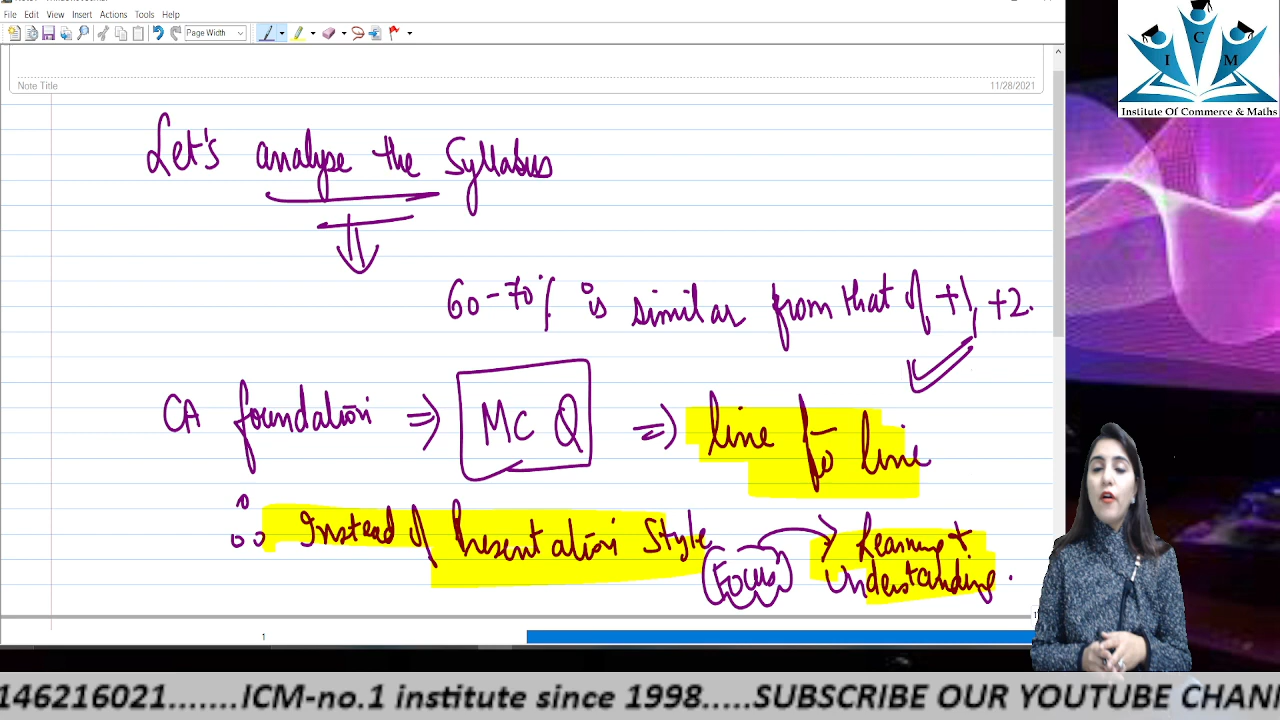 File Edit View Insert Actions Tools Help
Page Width
Note Title
11/28/2021
Let's analyse the Syllabus
60-70% is similar from that of +1, +2.
CA foundation => MCQ => line to line
∴ Instead of Presentation Style
Focus
Learning +
Understanding.
1
I C M
Institute Of Commerce & Maths
146216021.......ICM-no.1 institute since 1998.....SUBSCRIBE OUR YOUTUBE CHAN